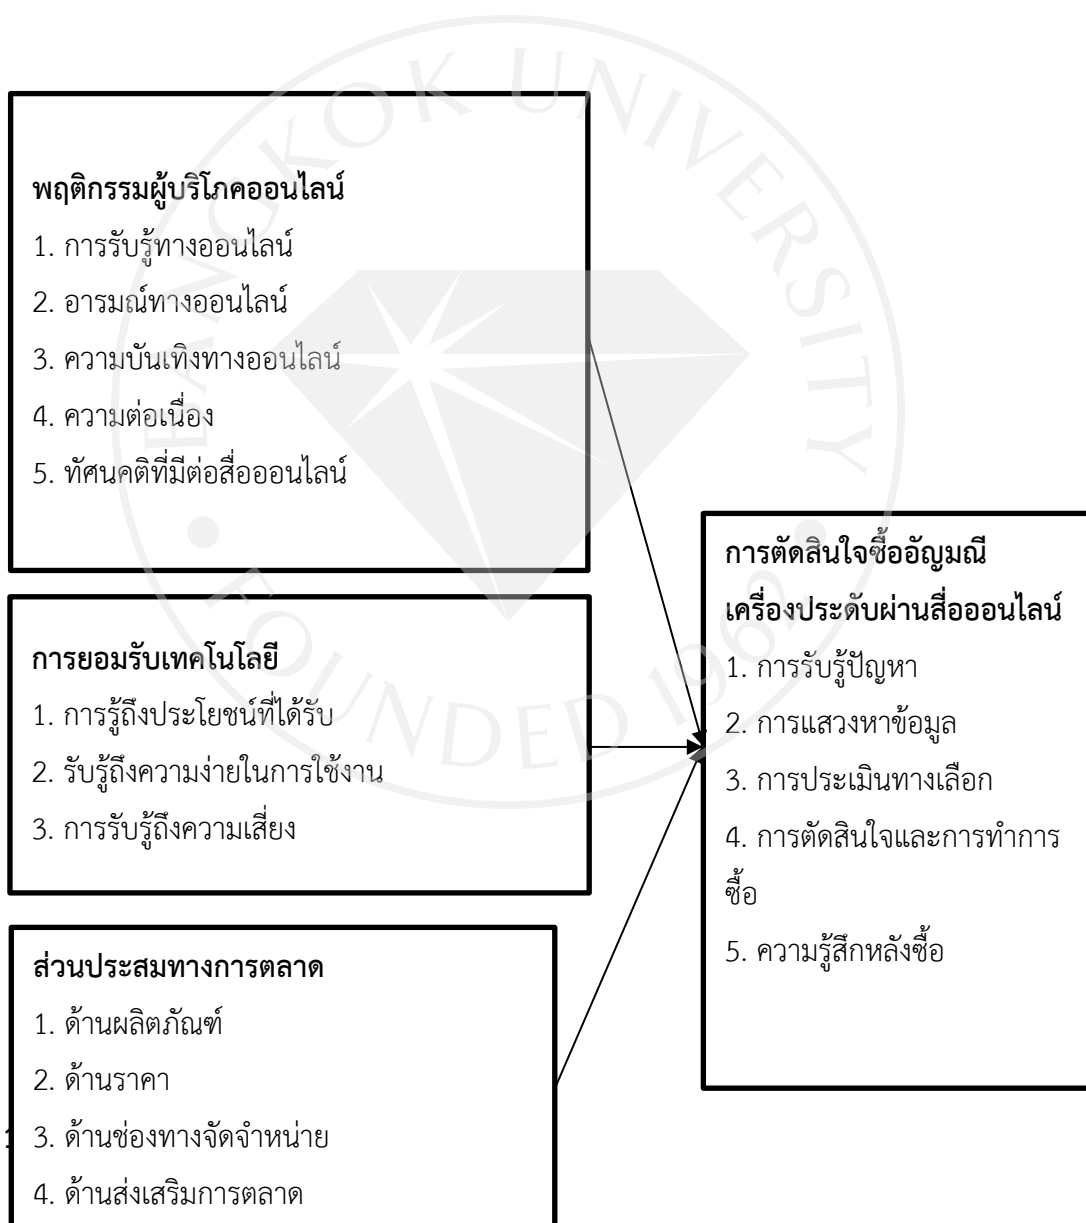 BANGKOK UNIVERSITY
FOUNDED 1962
พฤติกรรมผู้บริโภคออนไลน์
1. การรับรู้ทางออนไลน์
2. อารมณ์ทางออนไลน์
3. ความบันเทิงทางออนไลน์
4. ความต่อเนื่อง
5. ทัศนคติที่มีต่อสื่อออนไลน์
การยอมรับเทคโนโลยี
1. การรู้ถึงประโยชน์ที่ได้รับ
2. รับรู้ถึงความง่ายในการใช้งาน
3. การรับรู้ถึงความเสี่ยง
ส่วนประสมทางการตลาด
1. ด้านผลิตภัณฑ์
2. ด้านราคา
3. ด้านช่องทางจัดจำหน่าย
4. ด้านส่งเสริมการตลาด
การตัดสินใจซื้ออัญมณี
เครื่องประดับผ่านสื่อออนไลน์
1. การรับรู้ปัญหา
2. การแสวงหาข้อมูล
3. การประเมินทางเลือก
4. การตัดสินใจและการทำการ
ซื้อ
5. ความรู้สึกหลังซื้อ